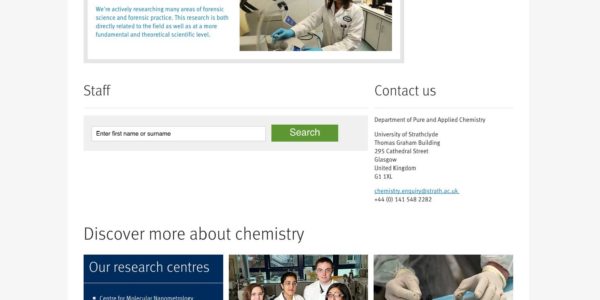 We're actively researching many areas of forensic
science and forensic practice. This research is both
directly related to the field as well as at a more
fundamental and theoretical scientific level.
Staff
Enter first name or surname
Search
Contact us
Department of Pure and Applied Chemistry
University of Strathclyde
Thomas Graham Building
295 Cathedral Street
Glasgow
United Kingdom
G1 1XL
chemistry.enquiry@strath.ac.uk
+44 (0) 141 548 2282
Discover more about chemistry
Our research centres
Centre for Molecular Nanometrology